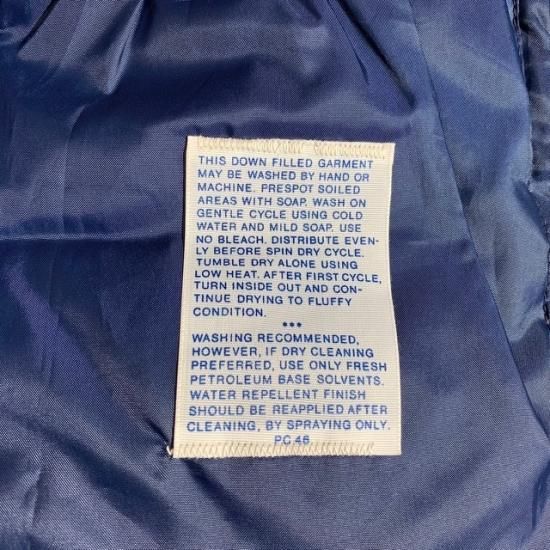 THIS DOWN FILLED GARMENT
MAY BE WASHED BY HAND OR
MACHINE. PRESPOT SOILED
AREAS WITH SOAP. WASH ON
GENTLE CYCLE USING COLD
WATER AND MILD SOAP. USE
NO BLEACH. DISTRIBUTE EVEN-
LY BEFORE SPIN DRY CYCLE.
TUMBLE DRY ALONE USING
LOW HEAT. AFTER FIRST CYCLE,
TURN INSIDE OUT AND CON-
TINUE DRYING TO FLUFFY
CONDITION.
***
WASHING RECOMMENDED,
HOWEVER, IF DRY CLEANING
PREFERRED, USE ONLY FRESH
PETROLEUM BASE SOLVENTS.
WATER REPELLENT FINISH
SHOULD BE REAPPLIED AFTER
CLEANING, BY SPRAYING ONLY.
PC 46